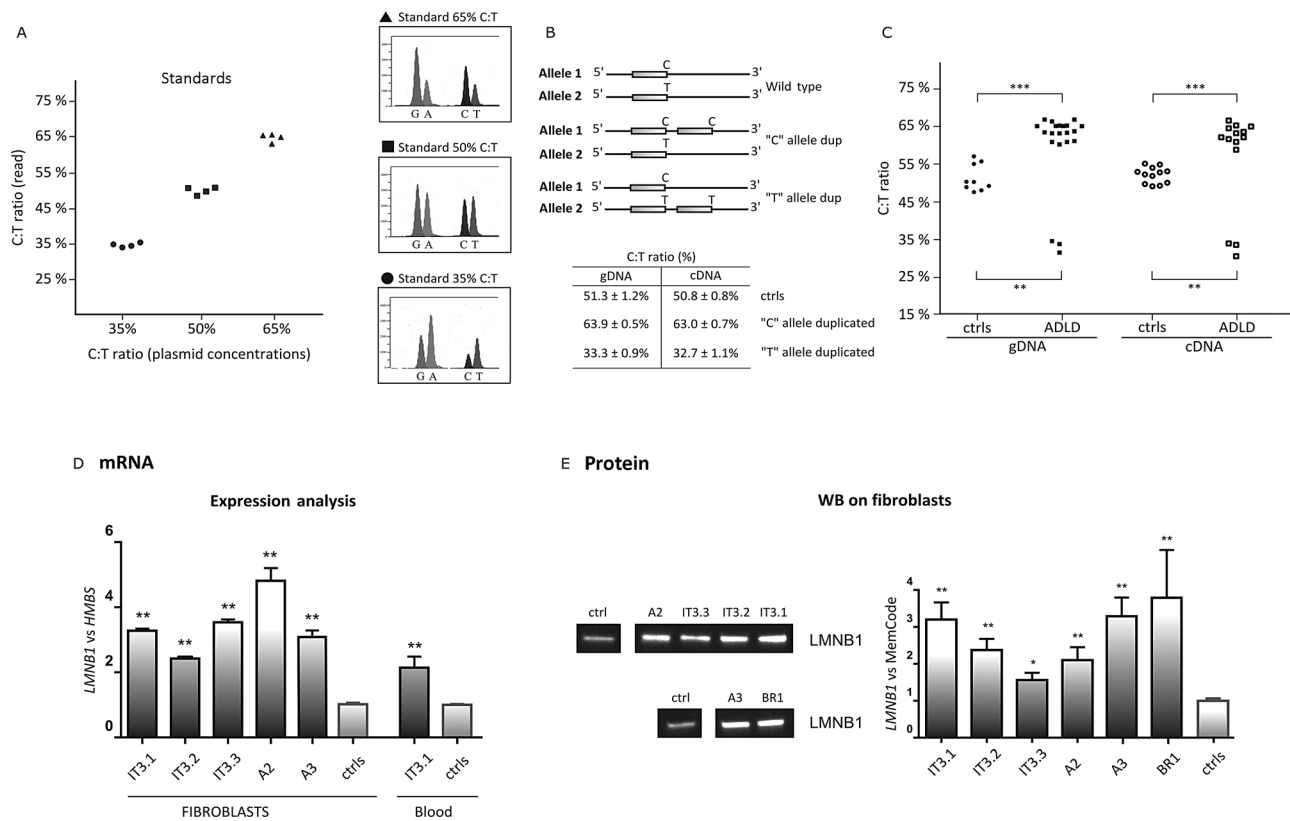 A
Standards
75 %
65 %
55 %
45 %
35 %
25 %
C:T ratio (read)
35% 50% 65%
C:T ratio (plasmid concentrations)
Standard 65% C:T
G A C T
Standard 50% C:T
G A C T
Standard 35% C:T
G A C T
B
C
Allele 1 5' 3'
T
Allele 2 5' 3'
Wild type
C C
Allele 1 5' 3'
T
Allele 2 5' 3'
"C" allele dup
C
Allele 1 5' 3'
T T
Allele 2 5' 3'
"T" allele dup
C:T ratio (%)
gDNA cDNA
51.3 ± 1.2% 50.8 ± 0.8% ctrls
63.9 ± 0.5% 63.0 ± 0.7% "C" allele duplicated
33.3 ± 0.9% 32.7 ± 1.1% "T" allele duplicated
C
75 %
65 %
55 %
45 %
35 %
25 %
15 %
C:T ratio
*** ***
** **
ctrls ADLD ctrls ADLD
gDNA cDNA
D mRNA
Expression analysis
6
4
2
0
LMNB1 vs HMBS
** ** ** ** ** **
IT3.1 IT3.2 IT3.3 A2 A3 ctrls IT3.1 ctrls
FIBROBLASTS Blood
E Protein
WB on fibroblasts
ctrl A2 IT3.3 IT3.2 IT3.1
LMNB1
ctrl A3 BR1
LMNB1
4
3
2
1
0
LMNB1 vs MemCode
** ** * ** ** **
IT3.1 IT3.2 IT3.3 A2 A3 BR1 ctrls